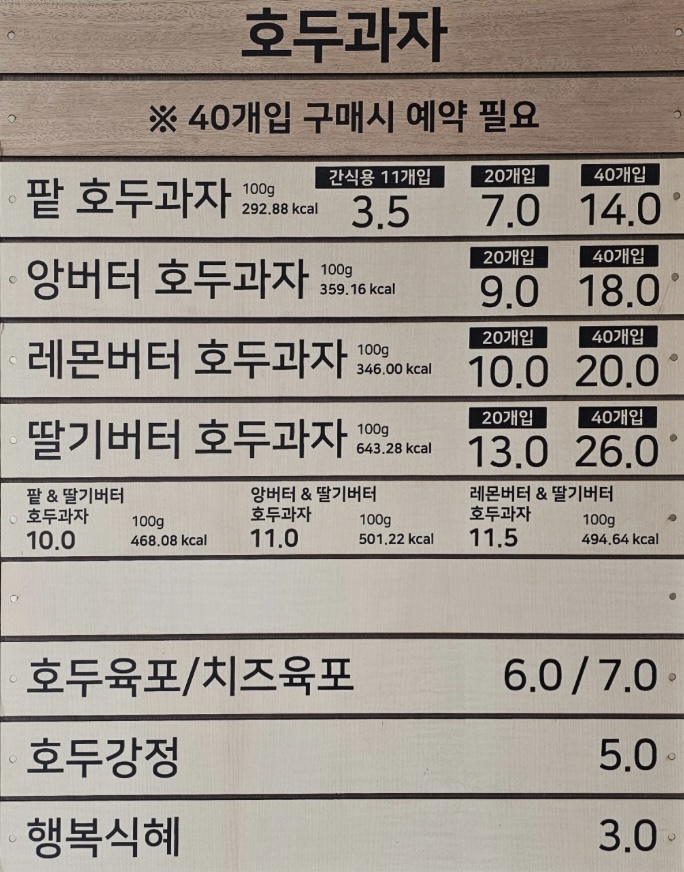 호두과자
※ 40개입 구매시 예약 필요
팥 호두과자 100g 292.88 kcal 간식용 11개입 3.5 20개입 7.0 40개입 14.0
앙버터 호두과자 100g 359.16 kcal 20개입 9.0 40개입 18.0
레몬버터 호두과자 100g 346.00 kcal 20개입 10.0 40개입 20.0
딸기버터 호두과자 100g 643.28 kcal 20개입 13.0 40개입 26.0
팥 & 딸기버터
호두과자 100g
10.0 468.08 kcal
앙버터 & 딸기버터
호두과자 100g
11.0 501.22 kcal
레몬버터 & 딸기버터
호두과자 100g
11.5 494.64 kcal
호두육포/치즈육포 6.0 / 7.0
호두강정 5.0
행복식혜 3.0